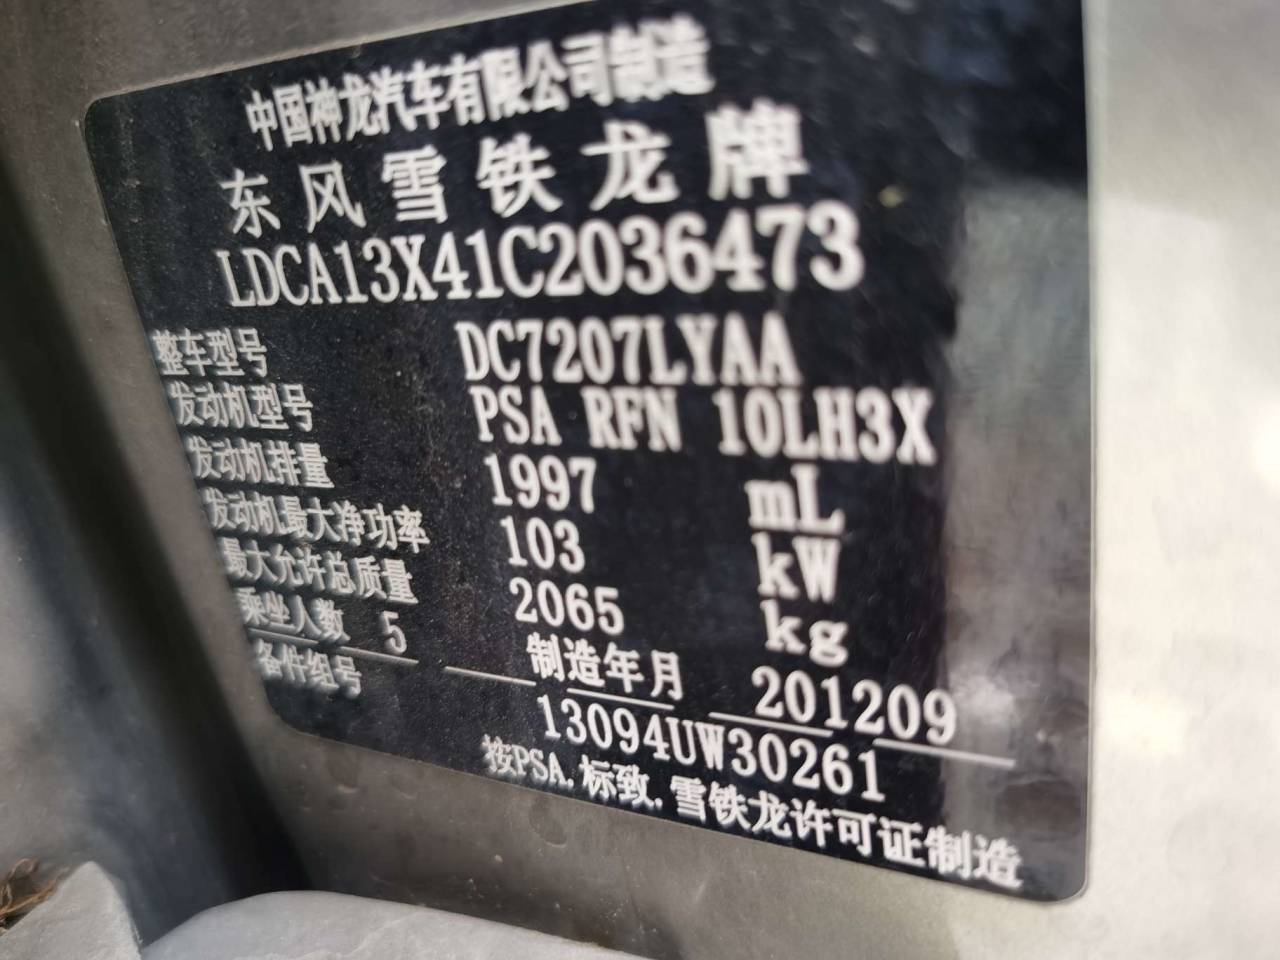 中国神龙汽车有限公司制造
东风雪铁龙牌
LDCA13X41C2036473
整车型号 DC7207LYAA
发动机型号 PSA RFN 10LH3X
发动机排量 1997 mL
发动机最大净功率 103 kW
最大允许总质量 2065 kg
乘坐人数 5 制造年月 201209
备件组号 13094UW30261
按PSA.标致.雪铁龙许可证制造